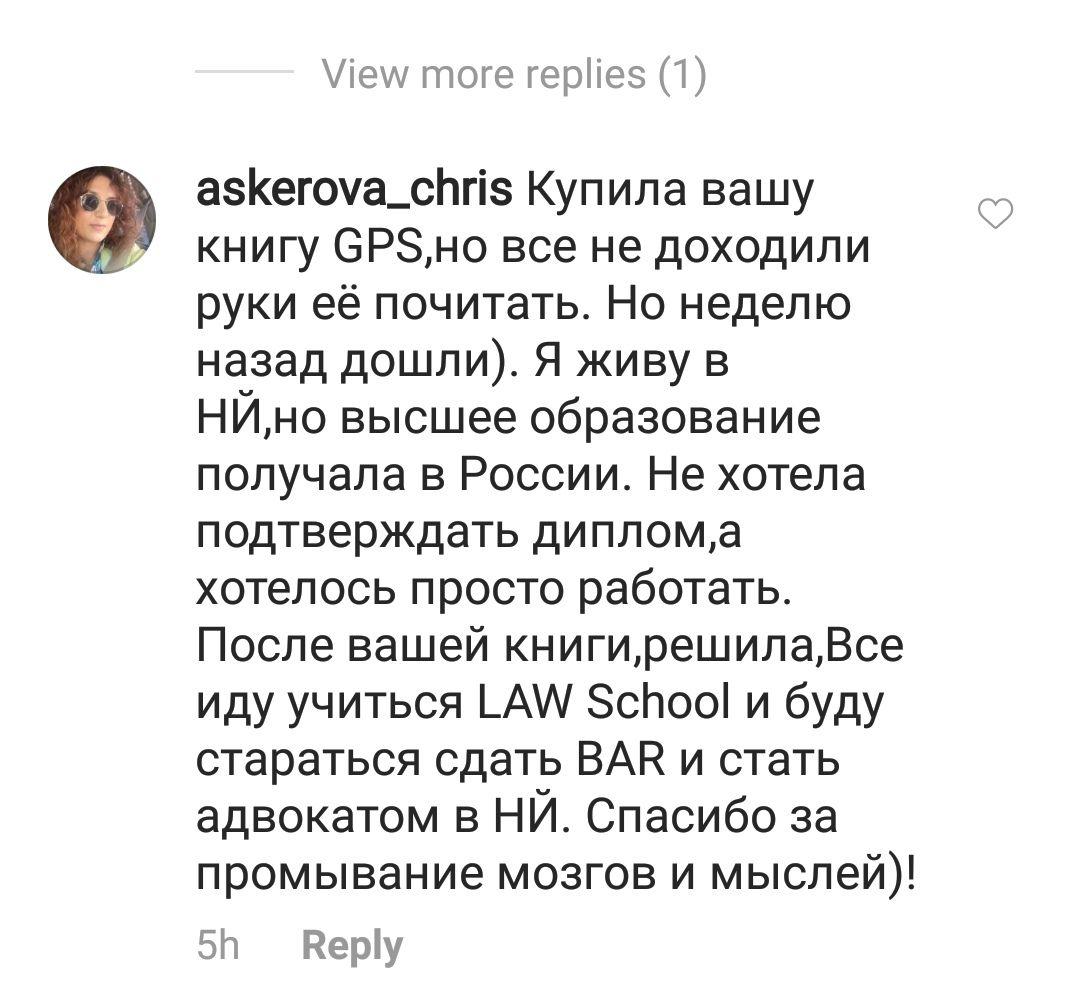 View more replies (1)
askerova_chris Купила вашу
книгу GPS,но все не доходили
руки её почитать. Но неделю
назад дошли). Я живу в
НЙ,но высшее образование
получала в России. Не хотела
подтверждать диплом,а
хотелось просто работать.
После вашей книги,решила,Все
иду учиться LAW School и буду
стараться сдать BAR и стать
адвокатом в НЙ. Спасибо за
промывание мозгов и мыслей)!
5h Reply